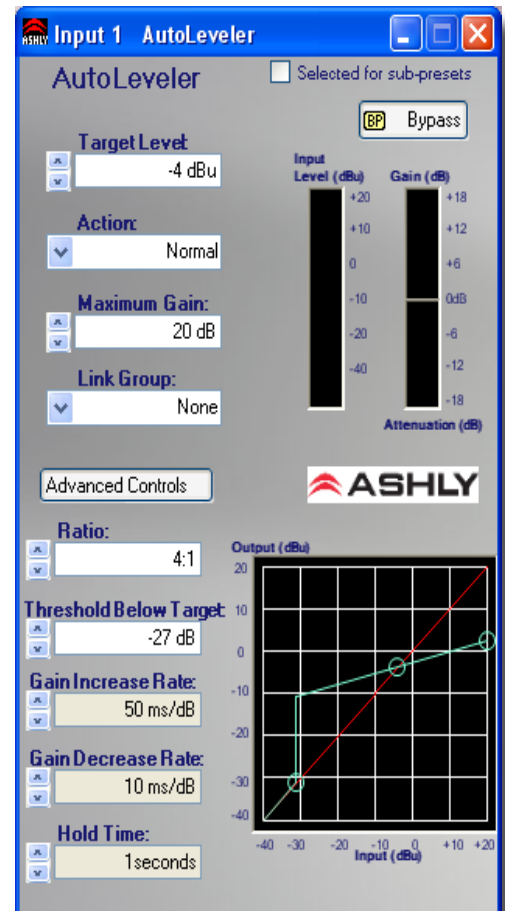 ASHLY Input 1 AutoLeveler
AutoLeveler
Selected for sub-presets
BP Bypass
Target Level:
-4 dBu
Action:
Normal
Maximum Gain:
20 dB
Link Group:
None
Input
Level (dBu)
+20
+10
0
-10
-20
-40
Gain (dB)
+18
+12
+6
0dB
-6
-12
-18
Attenuation (dB)
Advanced Controls
ASHLY
Ratio:
4:1
Threshold Below Target:
-27 dB
Gain Increase Rate:
50 ms/dB
Gain Decrease Rate:
10 ms/dB
Hold Time:
1seconds
Output (dBu)
20
10
0
-10
-20
-30
-40
-40 -30 -20 -10 0 +10 +20
Input (dBu)